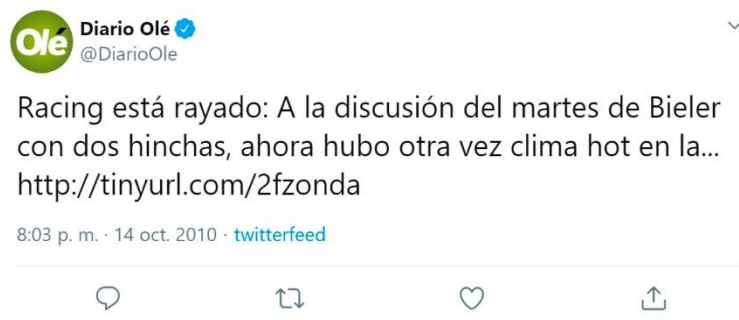 Olé
Diario Olé
@DiarioOle
Racing está rayado: A la discusión del martes de Bieler
con dos hinchas, ahora hubo otra vez clima hot en la...
http://tinyurl.com/2fzonda
8:03 p. m. · 14 oct. 2010 · twitterfeed